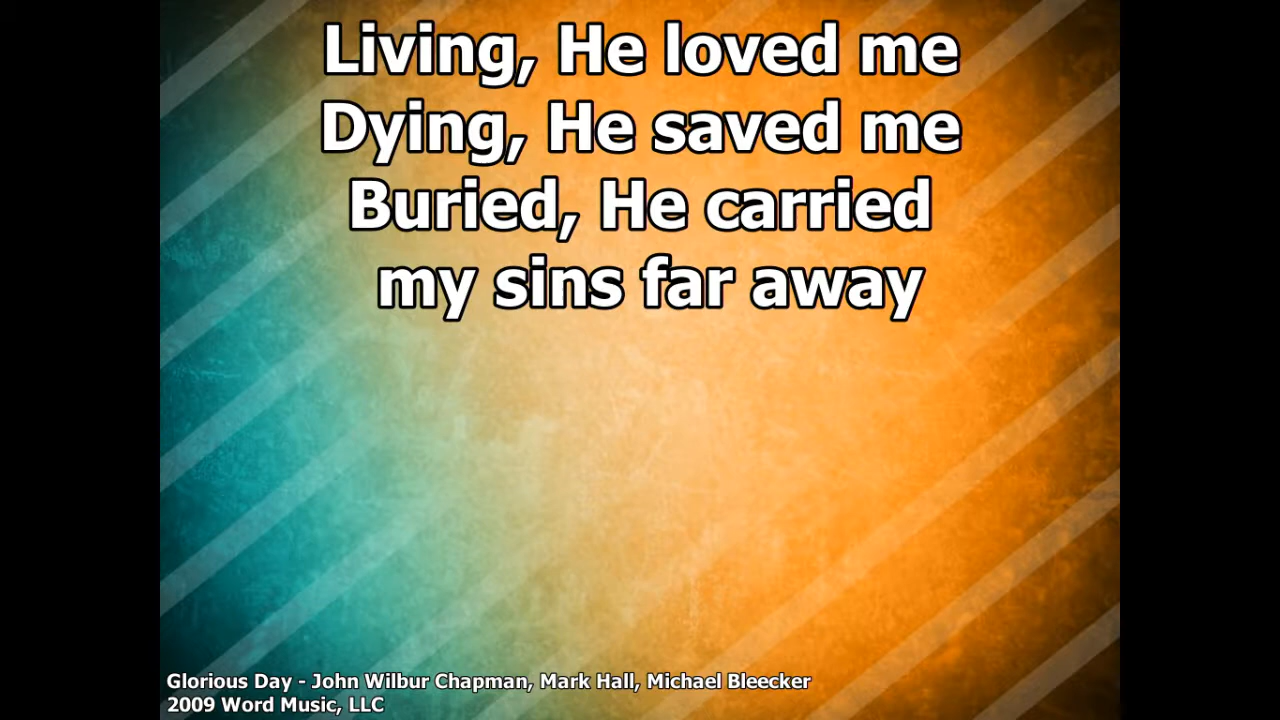 Living, He loved me
Dying, He saved me
Buried, He carried
my sins far away
Glorious Day - John Wilbur Chapman, Mark Hall, Michael Bleecker
2009 Word Music, LLC